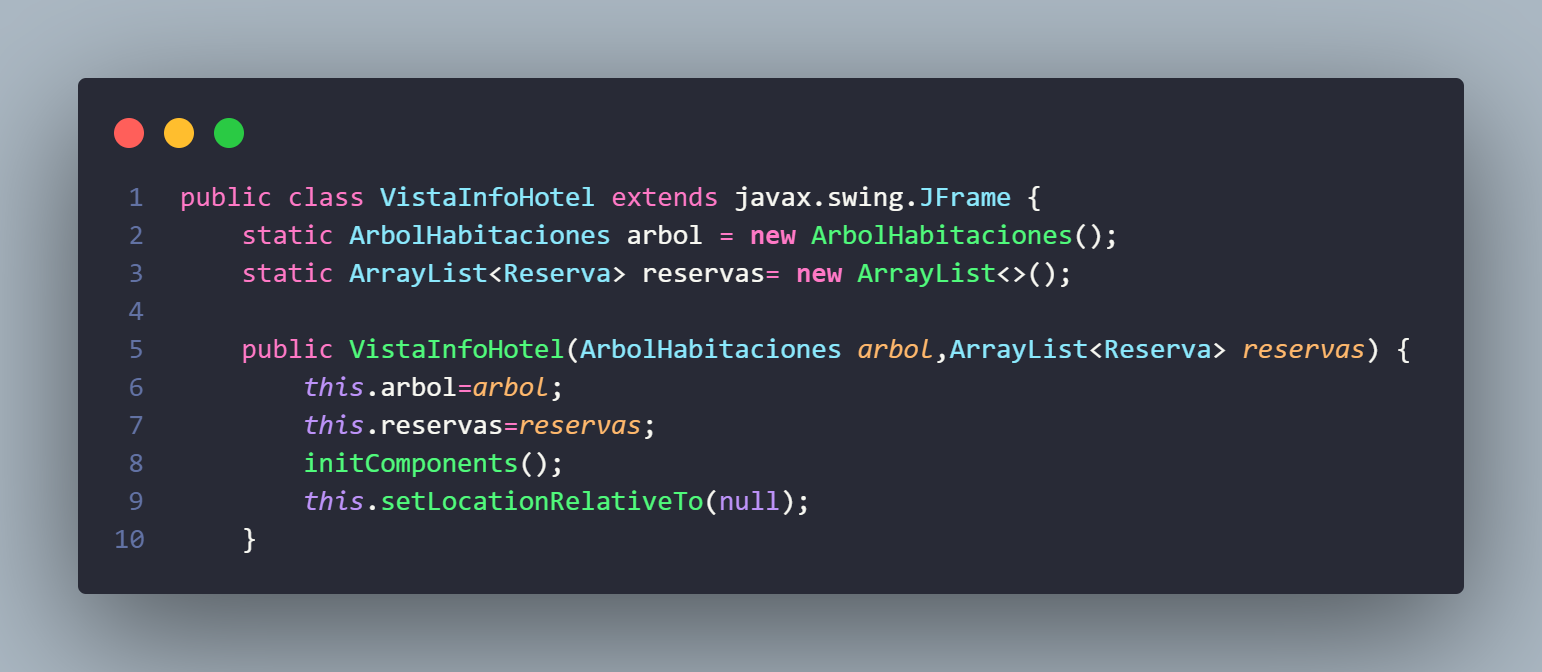 1 public class VistaInfoHotel extends javax.swing.JFrame {
2     static ArbolHabitaciones arbol = new ArbolHabitaciones();
3     static ArrayList<Reserva> reservas= new ArrayList<>();
4
5     public VistaInfoHotel(ArbolHabitaciones arbol,ArrayList<Reserva> reservas) {
6         this.arbol=arbol;
7         this.reservas=reservas;
8         initComponents();
9         this.setLocationRelativeTo(null);
10     }